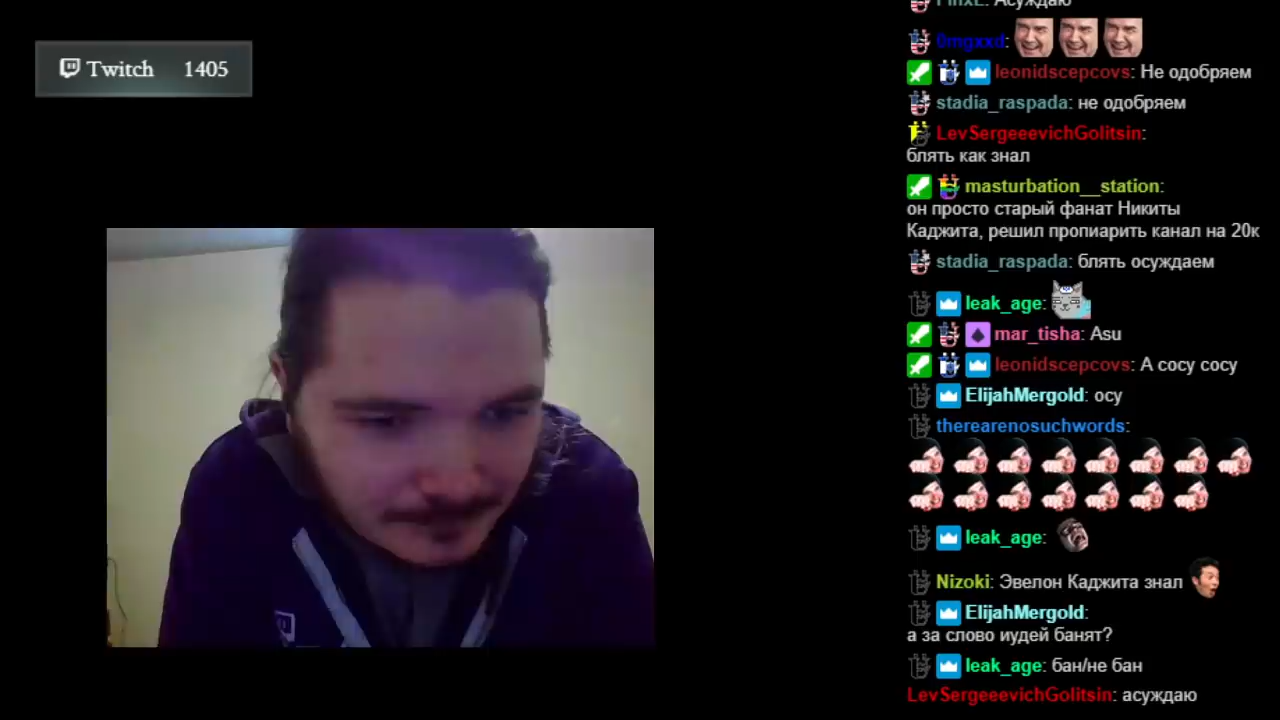 Twitch 1405
FinxE: Асуждаю
0mgxxd:
leonidscepcovs: Не одобряем
stadia_raspada: не одобряем
LevSergeeevichGolitsin:
блять как знал
masturbation__station:
он просто старый фанат Никиты
Каджита, решил пропиарить канал на 20к
stadia_raspada: блять осуждаем
leak_age:
mar_tisha: Asu
leonidscepcovs: А сосу сосу
ElijahMergold: осу
therearenosuchwords:
leak_age:
Nizoki: Эвелон Каджита знал
ElijahMergold:
а за слово иудей банят?
leak_age: бан/не бан
LevSergeeevichGolitsin: асуждаю